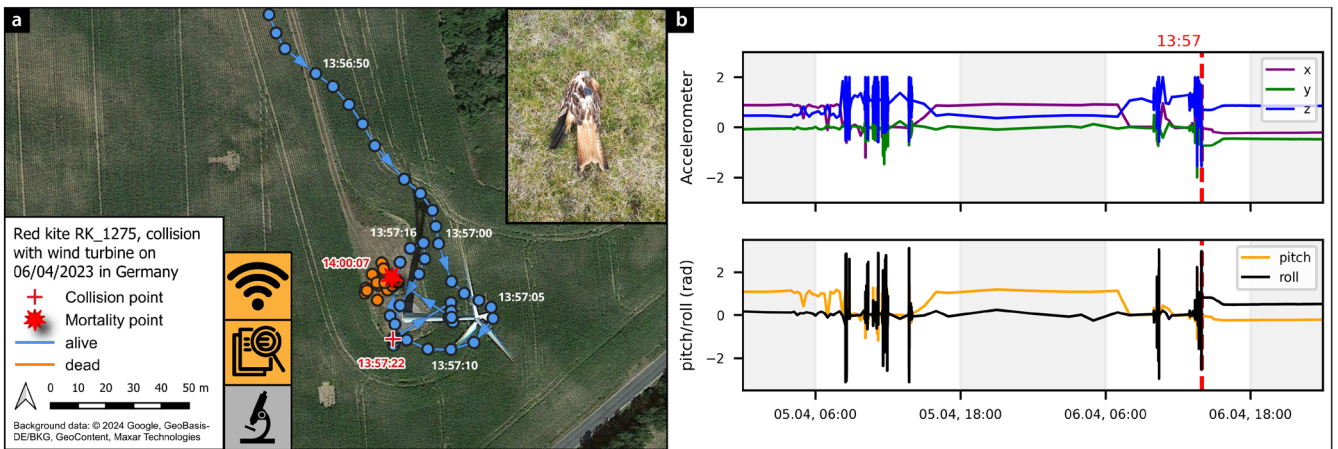 a
13:56:50
13:57:16
13:57:00
14:00:07
13:57:05
13:57:22
13:57:10
Red kite RK_1275, collision
with wind turbine on
06/04/2023 in Germany
Collision point
Mortality point
alive
dead
0 10 20 30 40 50 m
Background data: © 2024 Google, GeoBasis-
DE/BKG, GeoContent, Maxar Technologies
b
13:57
Accelerometer
2
0
−2
x
y
z
pitch/roll (rad)
2
0
−2
pitch
roll
05.04, 06:00
05.04, 18:00
06.04, 06:00
06.04, 18:00